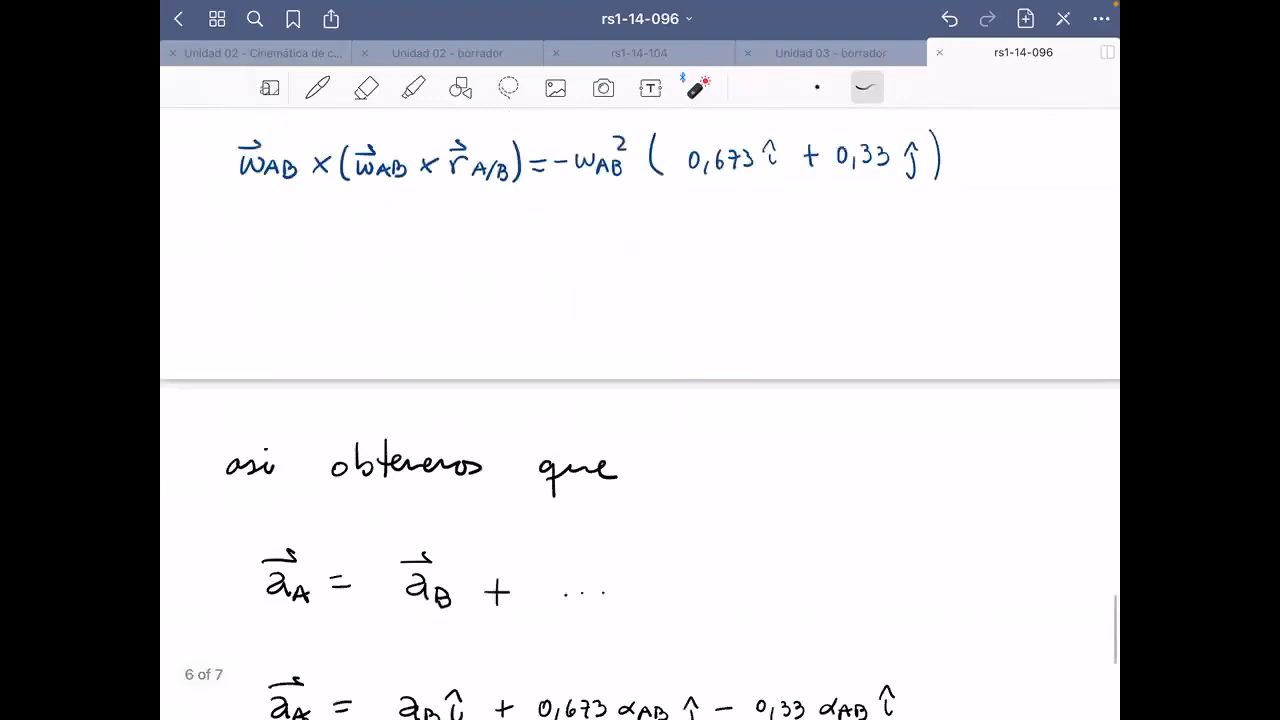 rs1-14-096
Unidad 02 - Cinemática de c... Unidad 02 - borrador rs1-14-104 Unidad 03 - borrador rs1-14-096
T
ω⃗AB × (ω⃗AB × r⃗A/B) = -ωAB² ( 0,673 î + 0,33 ĵ )
asi obtenemos que
a⃗A = a⃗B + ...
6 of 7
a⃗A = aB î + 0,673 αAB ĵ - 0,33 αAB î